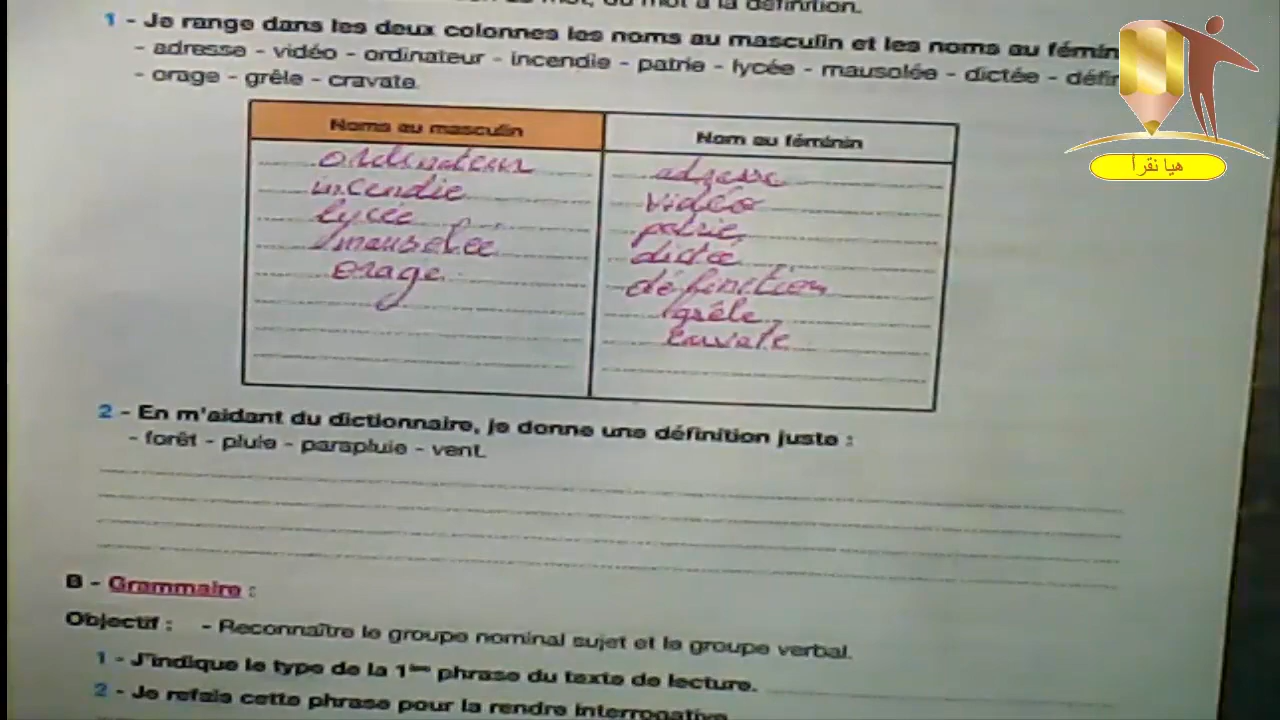 mot à la définition.
1 - Je range dans les deux colonnes les noms au masculin et les noms au fémin
- adresse - vidéo - ordinateur - incendie - patrie - lycée - mausolée - dictée - défin
- orage - grêle - cravate.
هيا نقرأ
Noms au masculin Nom au féminin
ordinateur adresse
incendie vidéo
lycée patrie
mausolée dictée
orage définition
grêle
cravate
2 - En m'aidant du dictionnaire, je donne une définition juste :
- forêt - pluie - parapluie - vent.
B - Grammaire :
Objectif : - Reconnaître le groupe nominal sujet et le groupe verbal.
1 - J'indique le type de la 1ère phrase du texte de lecture.
2 - Je refais cette phrase pour la rendre interrogative